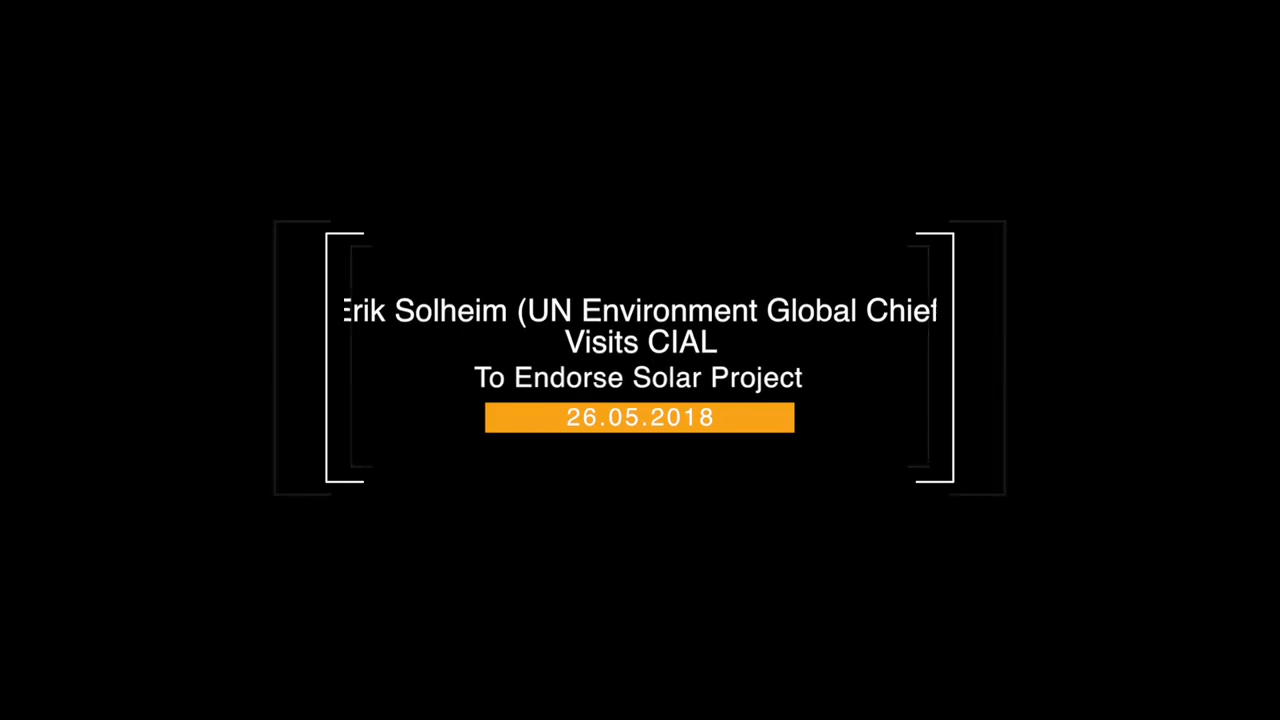 Erik Solheim (UN Environment Global Chief
Visits CIAL
To Endorse Solar Project
26.05.2018